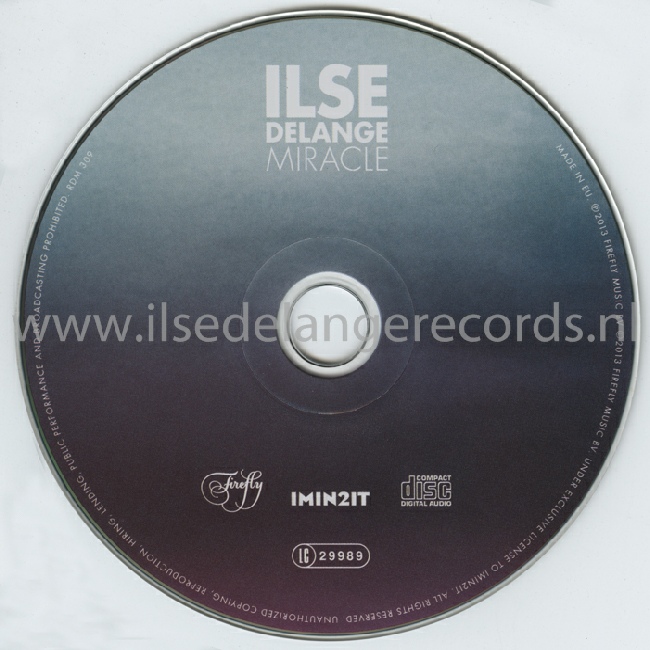 ILSE
DELANGE
MIRACLE
MADE IN EU. ℗ 2013 FIREFLY MUSIC BV. © 2013 FIREFLY MUSIC BV. UNDER EXCLUSIVE LICENSE TO IMIN2IT. ALL RIGHTS RESERVED. UNAUTHORIZED COPYING, REPRODUCTION, HIRING, LENDING, PUBLIC PERFORMANCE AND BROADCASTING PROHIBITED. RDM 309
www.ilsedelangerecords.nl
Firefly
IMIN2IT
COMPACT
disc
DIGITAL AUDIO
LC 29989